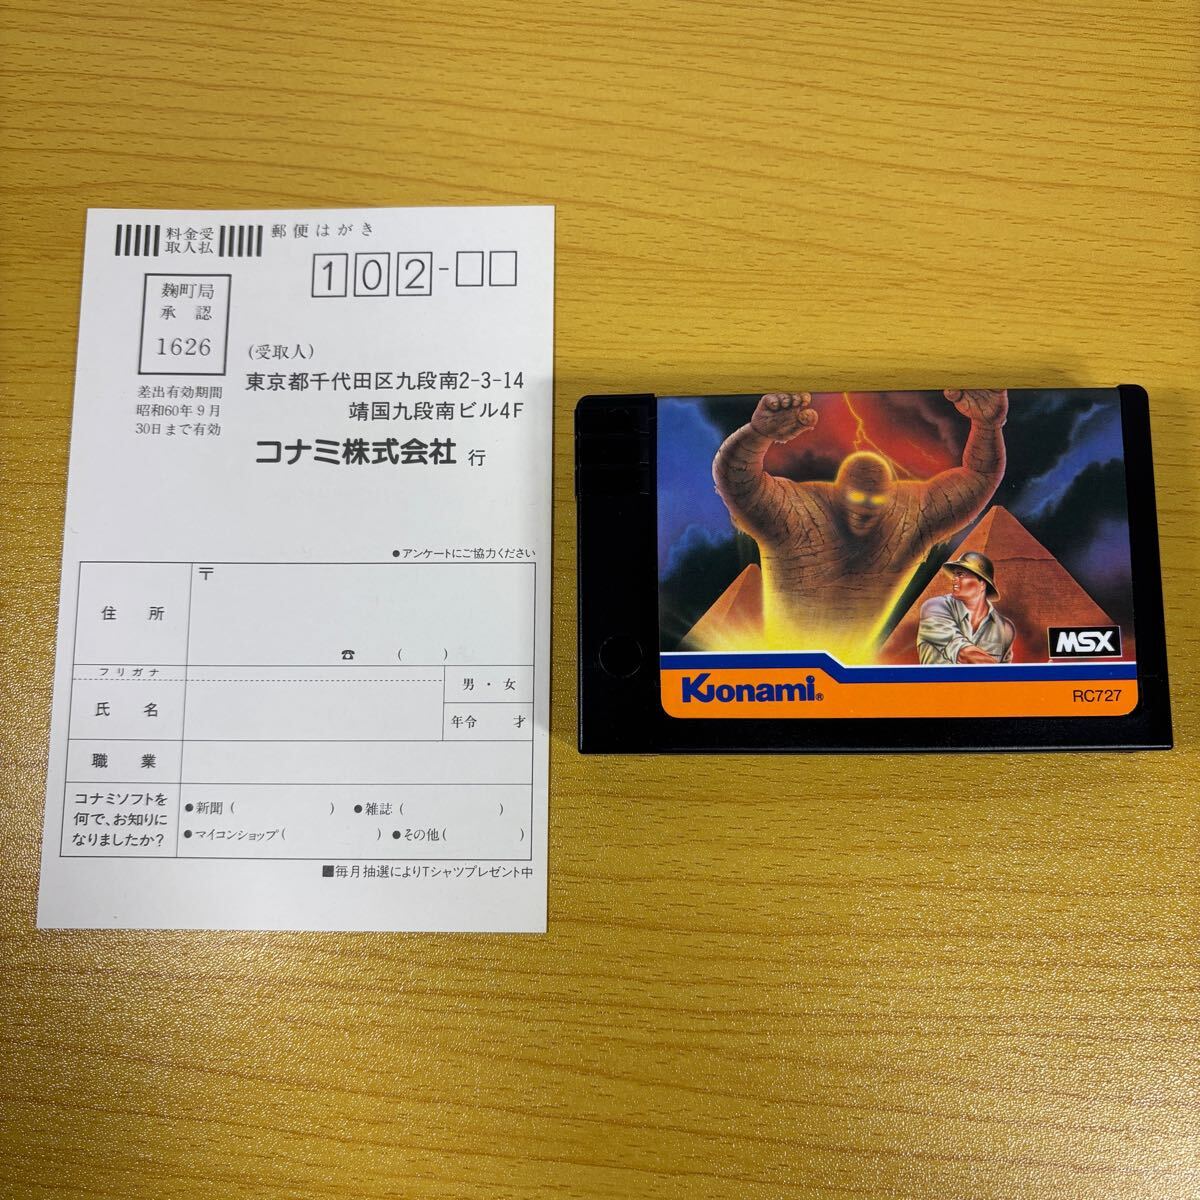 料金受
取人払
郵便はがき
102-
麹町局
承認
1626
差出有効期間
昭和60年9月
30日まで有効
(受取人)
東京都千代田区九段南2-3-14
靖国九段南ビル4F
コナミ株式会社 行
●アンケートにご協力ください
住所
〒
☎ ( )
フリガナ
氏名
男・女
年令 才
職業
コナミソフトを
何で、お知りに
なりましたか?
●新聞( ) ●雑誌( )
●マイコンショップ( ) ●その他( )
■毎月抽選によりTシャツプレゼント中
MSX
Konami®
RC727